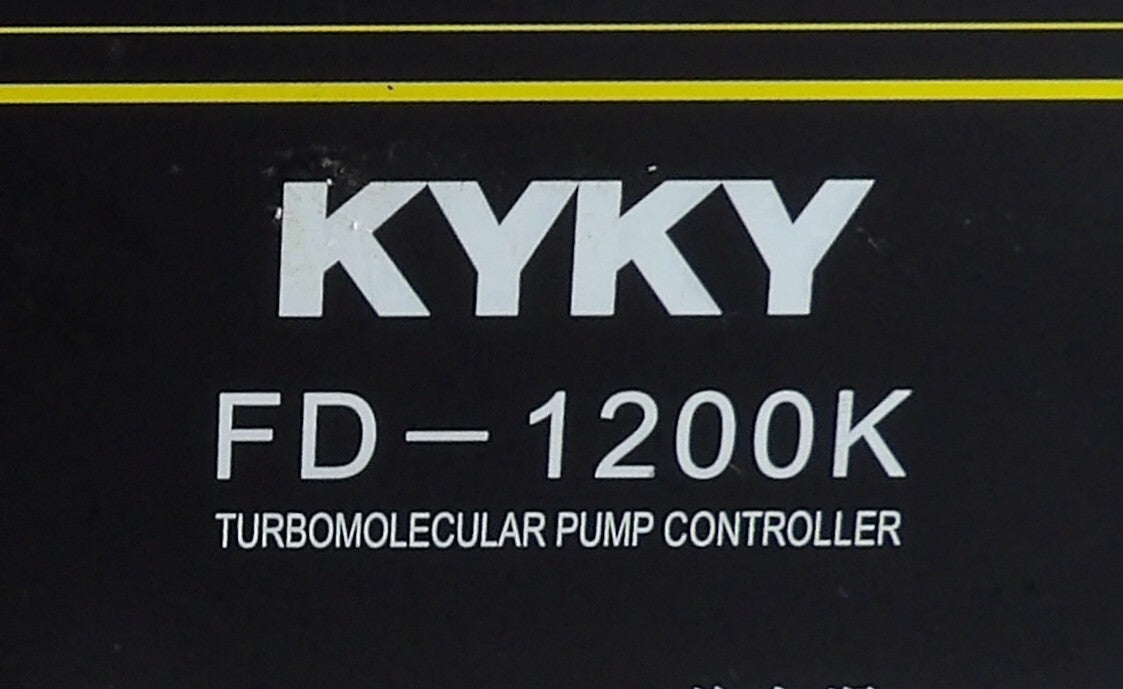 KYKY
FD-1200K
TURBOMOLECULAR PUMP CONTROLLER